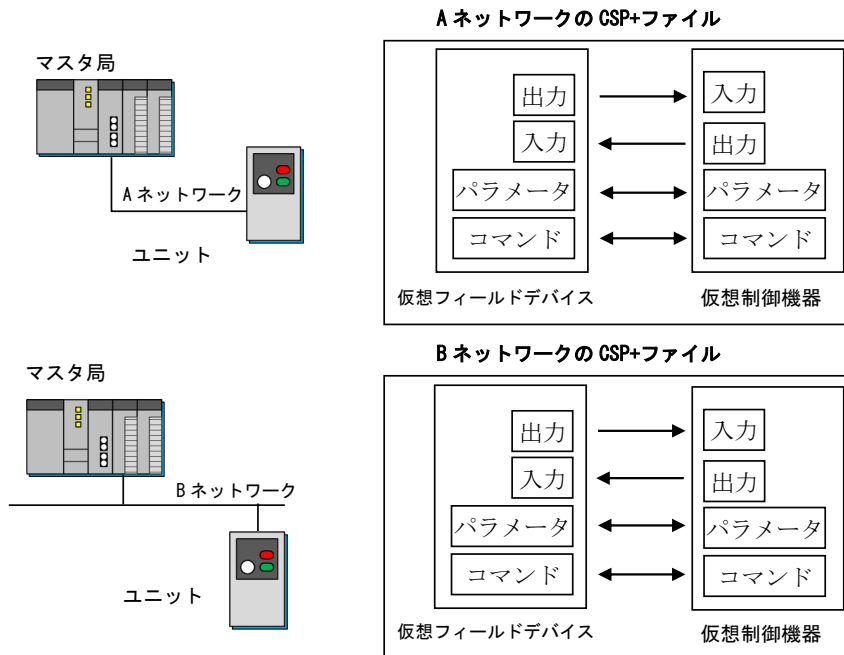 A ネットワークの CSP+ファイル
マスタ局
A ネットワーク
ユニット
出力
入力
入力
出力
パラメータ
パラメータ
コマンド
コマンド
仮想フィールドデバイス
仮想制御機器
B ネットワークの CSP+ファイル
マスタ局
B ネットワーク
ユニット
出力
入力
入力
出力
パラメータ
パラメータ
コマンド
コマンド
仮想フィールドデバイス
仮想制御機器